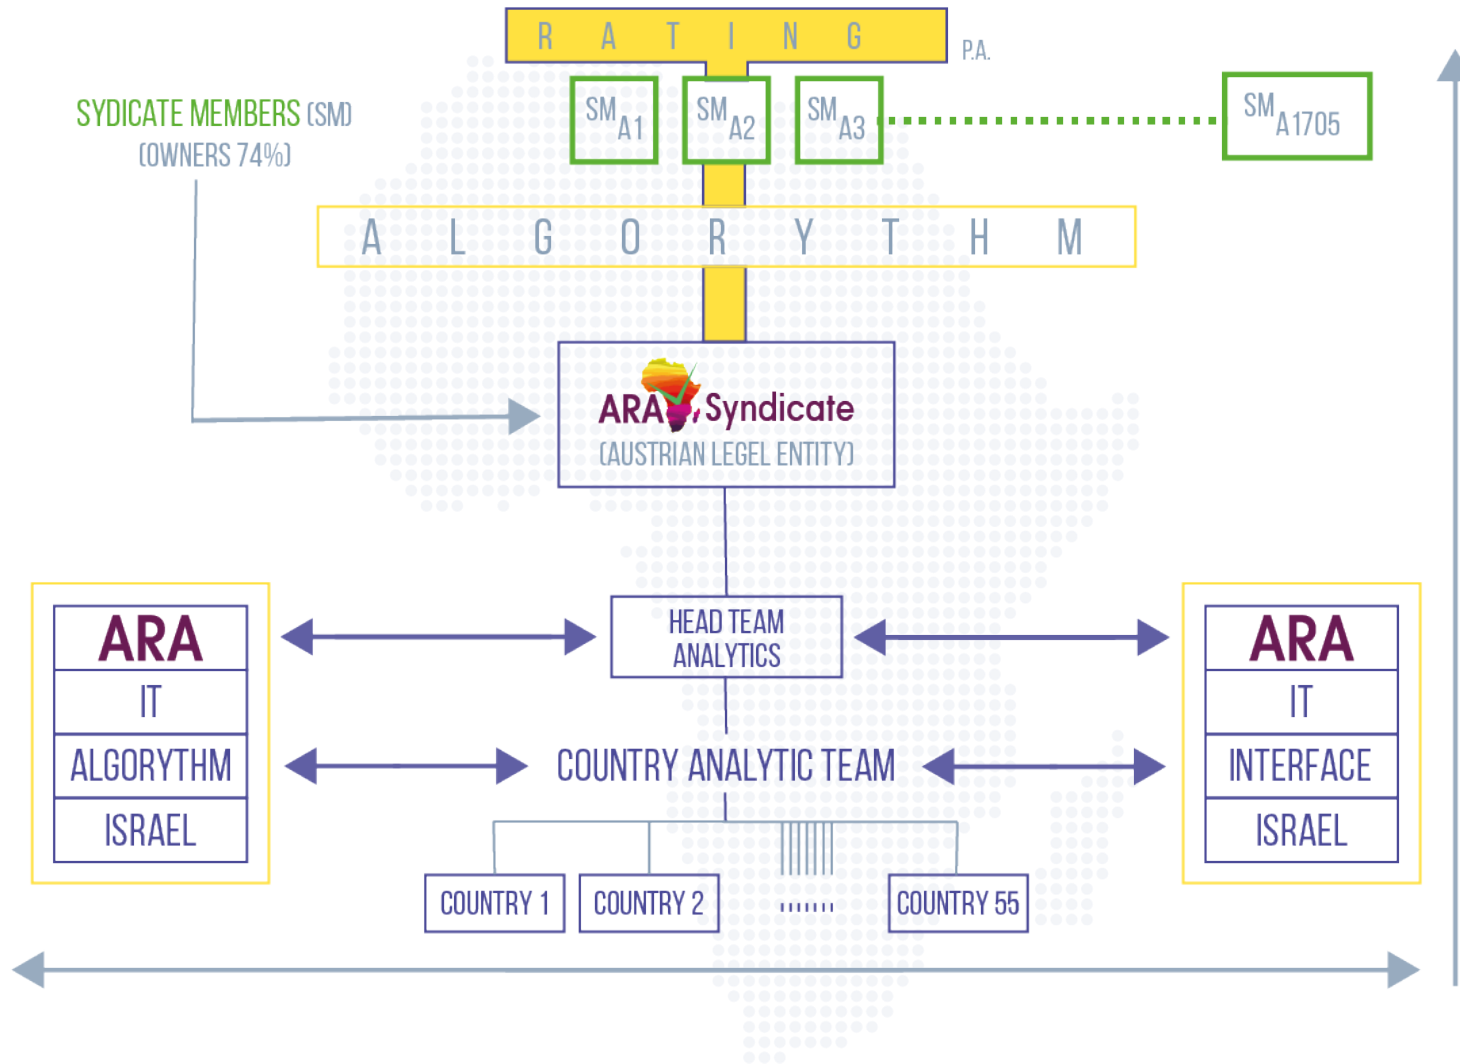 RATING
P.A.
SYDICATE MEMBERS (SM)
(OWNERS 74%)
SM A1
SM A2
SM A3
SM A1705
ALGORYTHM
ARA Syndicate
(AUSTRIAN LEGEL ENTITY)
HEAD TEAM
ANALYTICS
COUNTRY ANALYTIC TEAM
ARA
IT
ALGORYTHM
ISRAEL
ARA
IT
INTERFACE
ISRAEL
COUNTRY 1
COUNTRY 2
COUNTRY 55